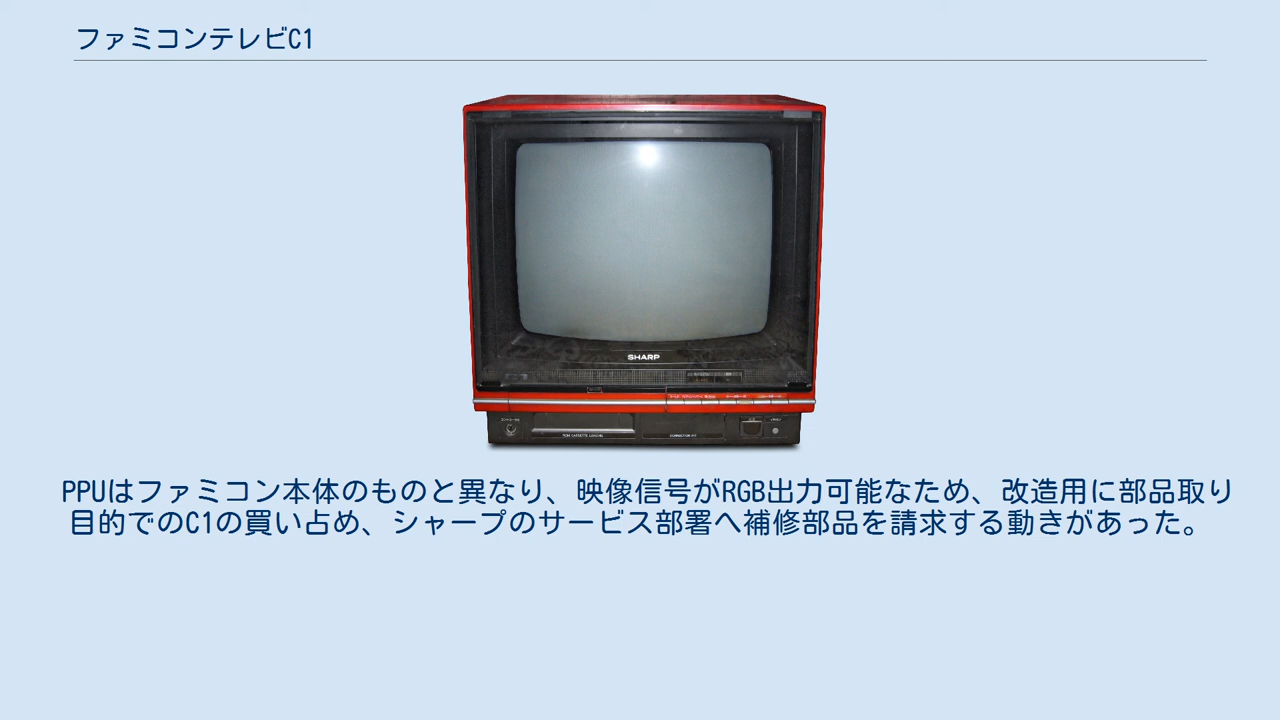 ファミコンテレビC1
SHARP
PPUはファミコン本体のものと異なり、映像信号がRGB出力可能なため、改造用に部品取り
目的でのC1の買い占め、シャープのサービス部署へ補修部品を請求する動きがあった。